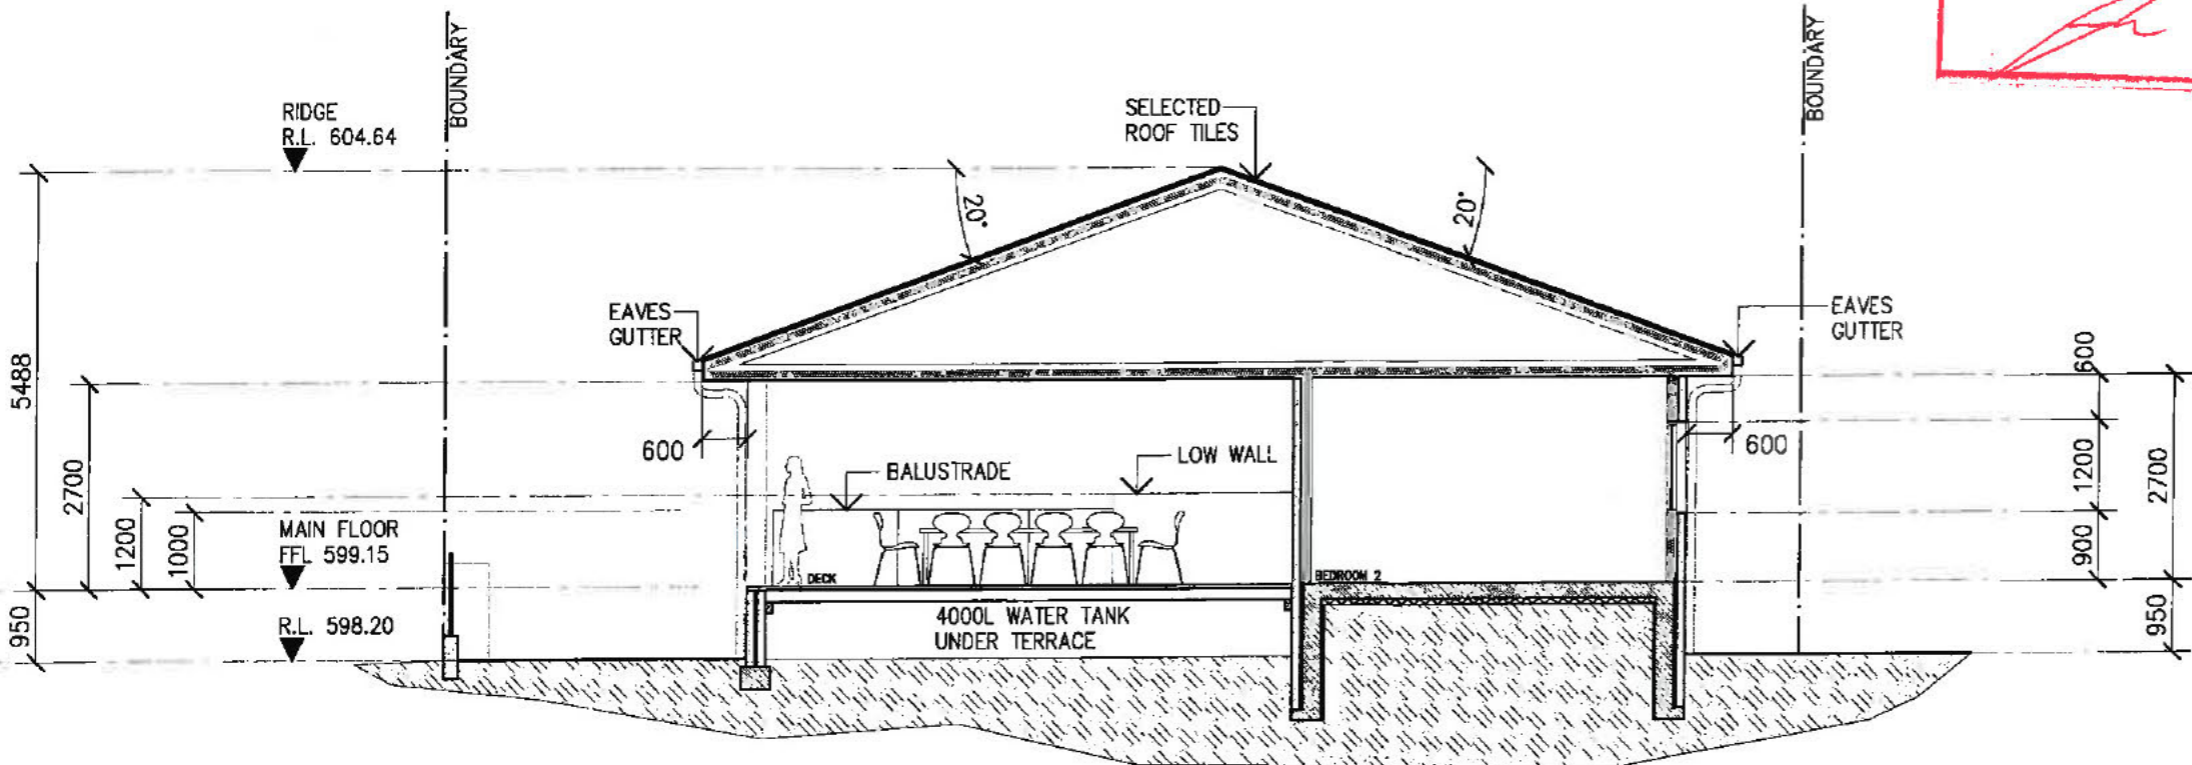 BOUNDARY
BOUNDARY
RIDGE
R.L. 604.64
SELECTED
ROOF TILES
20°
20°
EAVES
GUTTER
EAVES
GUTTER
5488
2700
1200
1000
950
600
600
600
1200
900
2700
950
BALUSTRADE
LOW WALL
MAIN FLOOR
FFL 599.15
DECK
BEDROOM 2
4000L WATER TANK
UNDER TERRACE
R.L. 598.20